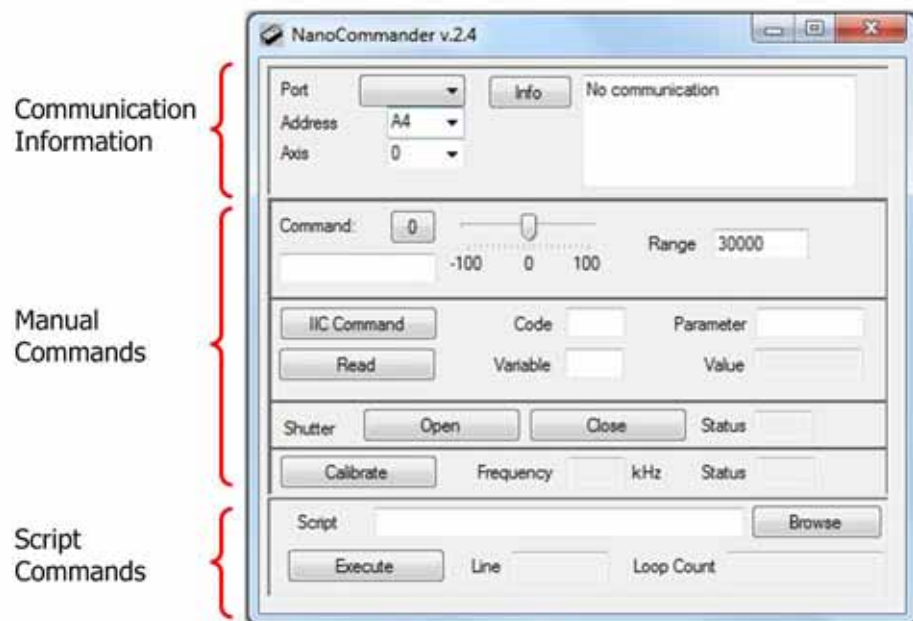 NanoCommander v.2.4
Communication
Information
Port
Info
No communication
Address
A4
Axis
0
Manual
Commands
Command:
0
-100 0 100
Range
30000
IIC Command
Code
Parameter
Read
Variable
Value
Shutter
Open
Close
Status
Calibrate
Frequency
kHz
Status
Script
Commands
Script
Browse
Execute
Line
Loop Count